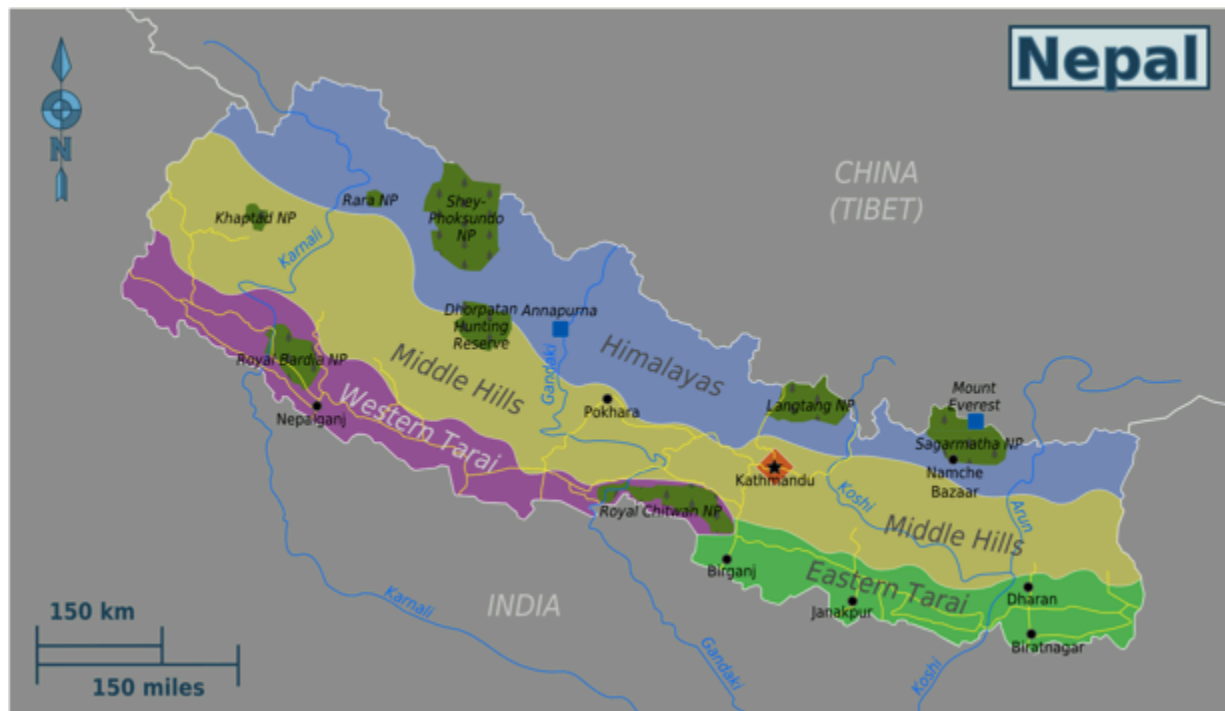 Nepal
N
CHINA
(TIBET)
Rara NP
Shey-
Phoksundo
NP
Khaptad NP
Karnali
Dhorpatan
Hunting
Reserve
Annapurna
Himalayas
Royal Bardia NP
Middle Hills
Gandaki
Mount
Everest
Langtang NP
Pokhara
Nepalganj
Western Tarai
Sagarmatha NP
Namche
Bazaar
Kathmandu
Koshi
Arun
Royal Chitwan NP
Middle Hills
Birganj
Eastern Tarai
Janakpur
Dharan
Biratnagar
INDIA
Karnali
Gandaki
Koshi
150 km
150 miles